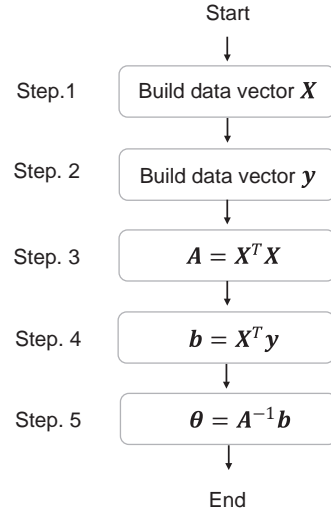 Start
Step.1 Build data vector X
Step. 2 Build data vector y
Step. 3 A = X^T X
Step. 4 b = X^T y
Step. 5 θ = A^{-1} b
End